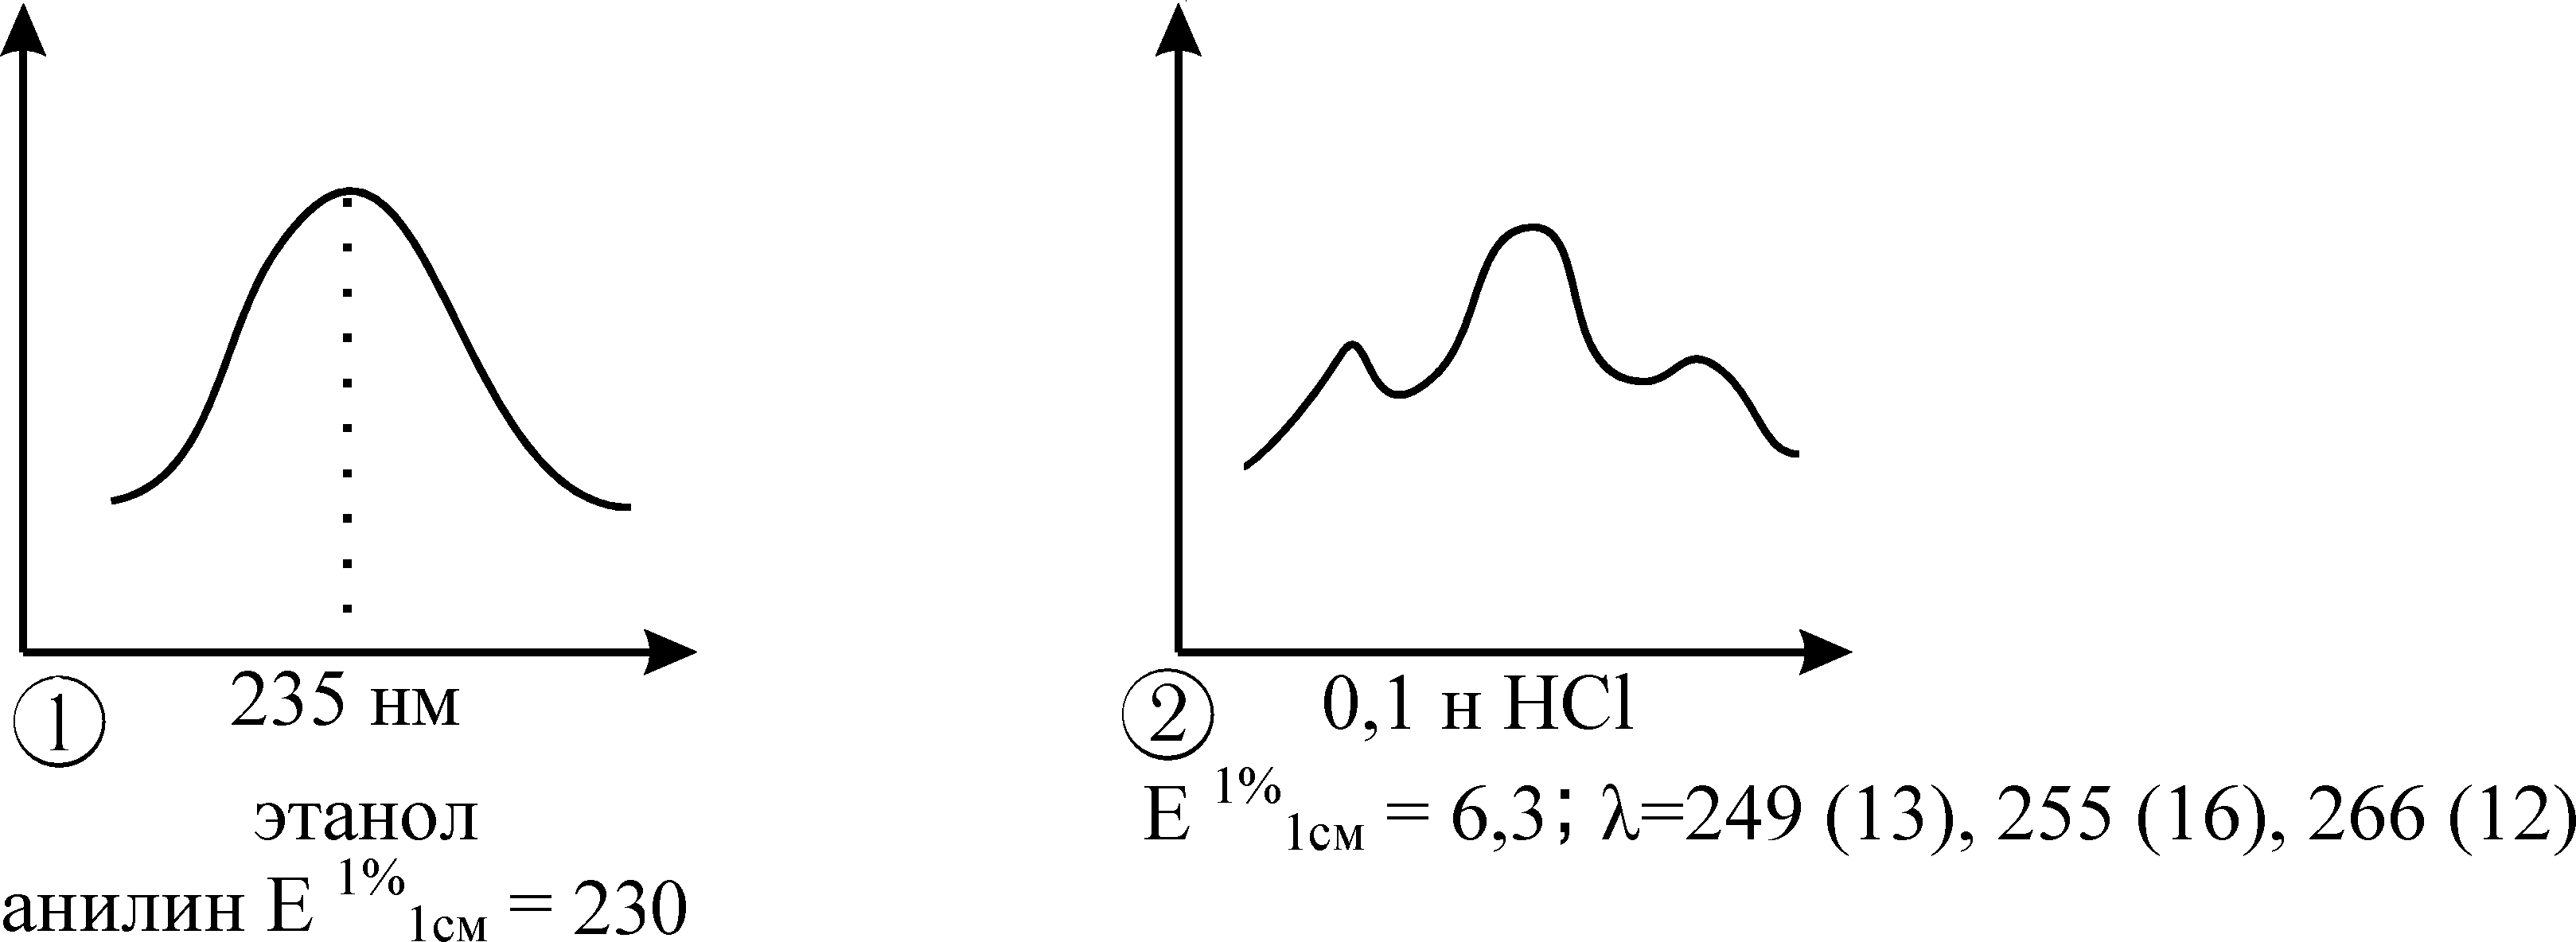 ① 235 нм
этанол
анилин E 1% 1см = 230
② 0,1 н HCl
E 1% 1см = 6,3; λ=249 (13), 255 (16), 266 (12)